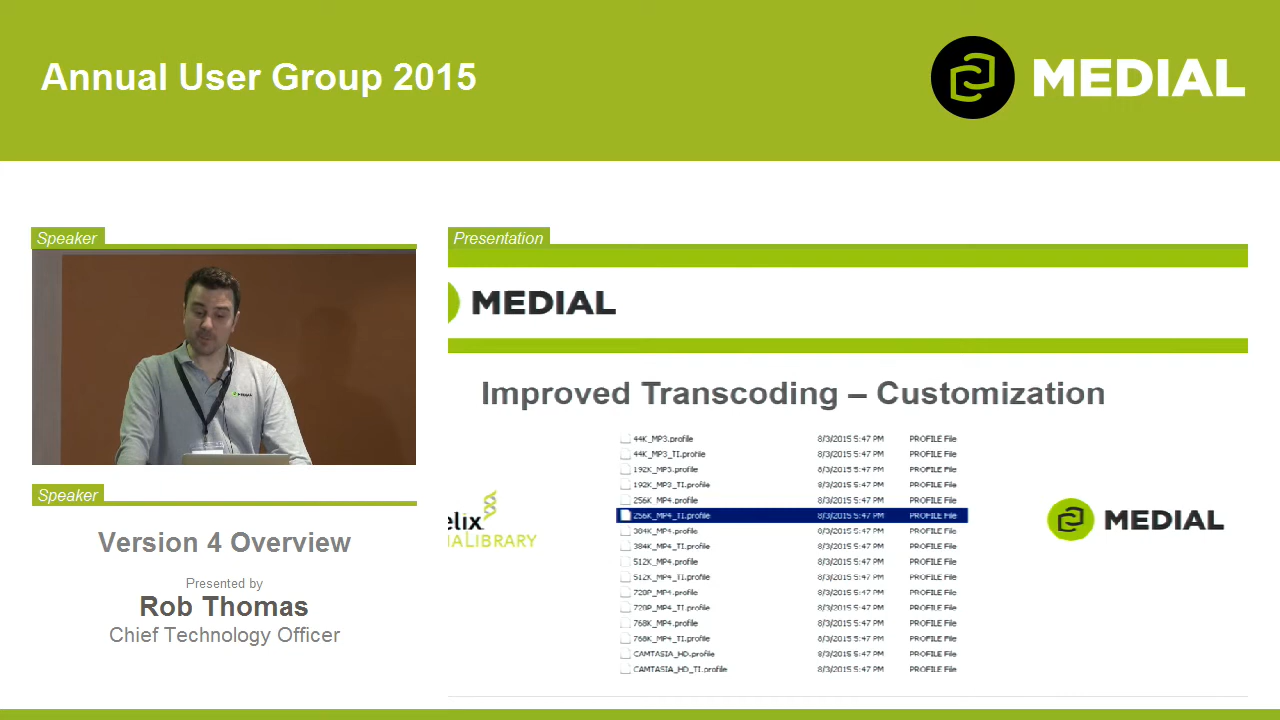 Annual User Group 2015
MEDIAL
Speaker
Speaker
Version 4 Overview
Presented by
Rob Thomas
Chief Technology Officer
Presentation
MEDIAL
Improved Transcoding – Customization
44K_MP3.profile 8/3/2015 5:47 PM PROFILE File
44K_MP3_TI.profile 8/3/2015 5:47 PM PROFILE File
192K_MP3.profile 8/3/2015 5:47 PM PROFILE File
192K_MP3_TI.profile 8/3/2015 5:47 PM PROFILE File
256K_MP4.profile 8/3/2015 5:47 PM PROFILE File
256K_MP4_TI.profile 8/3/2015 5:47 PM PROFILE File
384K_MP4.profile 8/3/2015 5:47 PM PROFILE File
384K_MP4_TI.profile 8/3/2015 5:47 PM PROFILE File
512K_MP4.profile 8/3/2015 5:47 PM PROFILE File
512K_MP4_TI.profile 8/3/2015 5:47 PM PROFILE File
720P_MP4.profile 8/3/2015 5:47 PM PROFILE File
720P_MP4_TI.profile 8/3/2015 5:47 PM PROFILE File
768K_MP4.profile 8/3/2015 5:47 PM PROFILE File
768K_MP4_TI.profile 8/3/2015 5:47 PM PROFILE File
CAMTASIA_HD.profile 8/3/2015 5:47 PM PROFILE File
CAMTASIA_HD_TI.profile 8/3/2015 5:47 PM PROFILE File
elix
IALIBRARY
MEDIAL